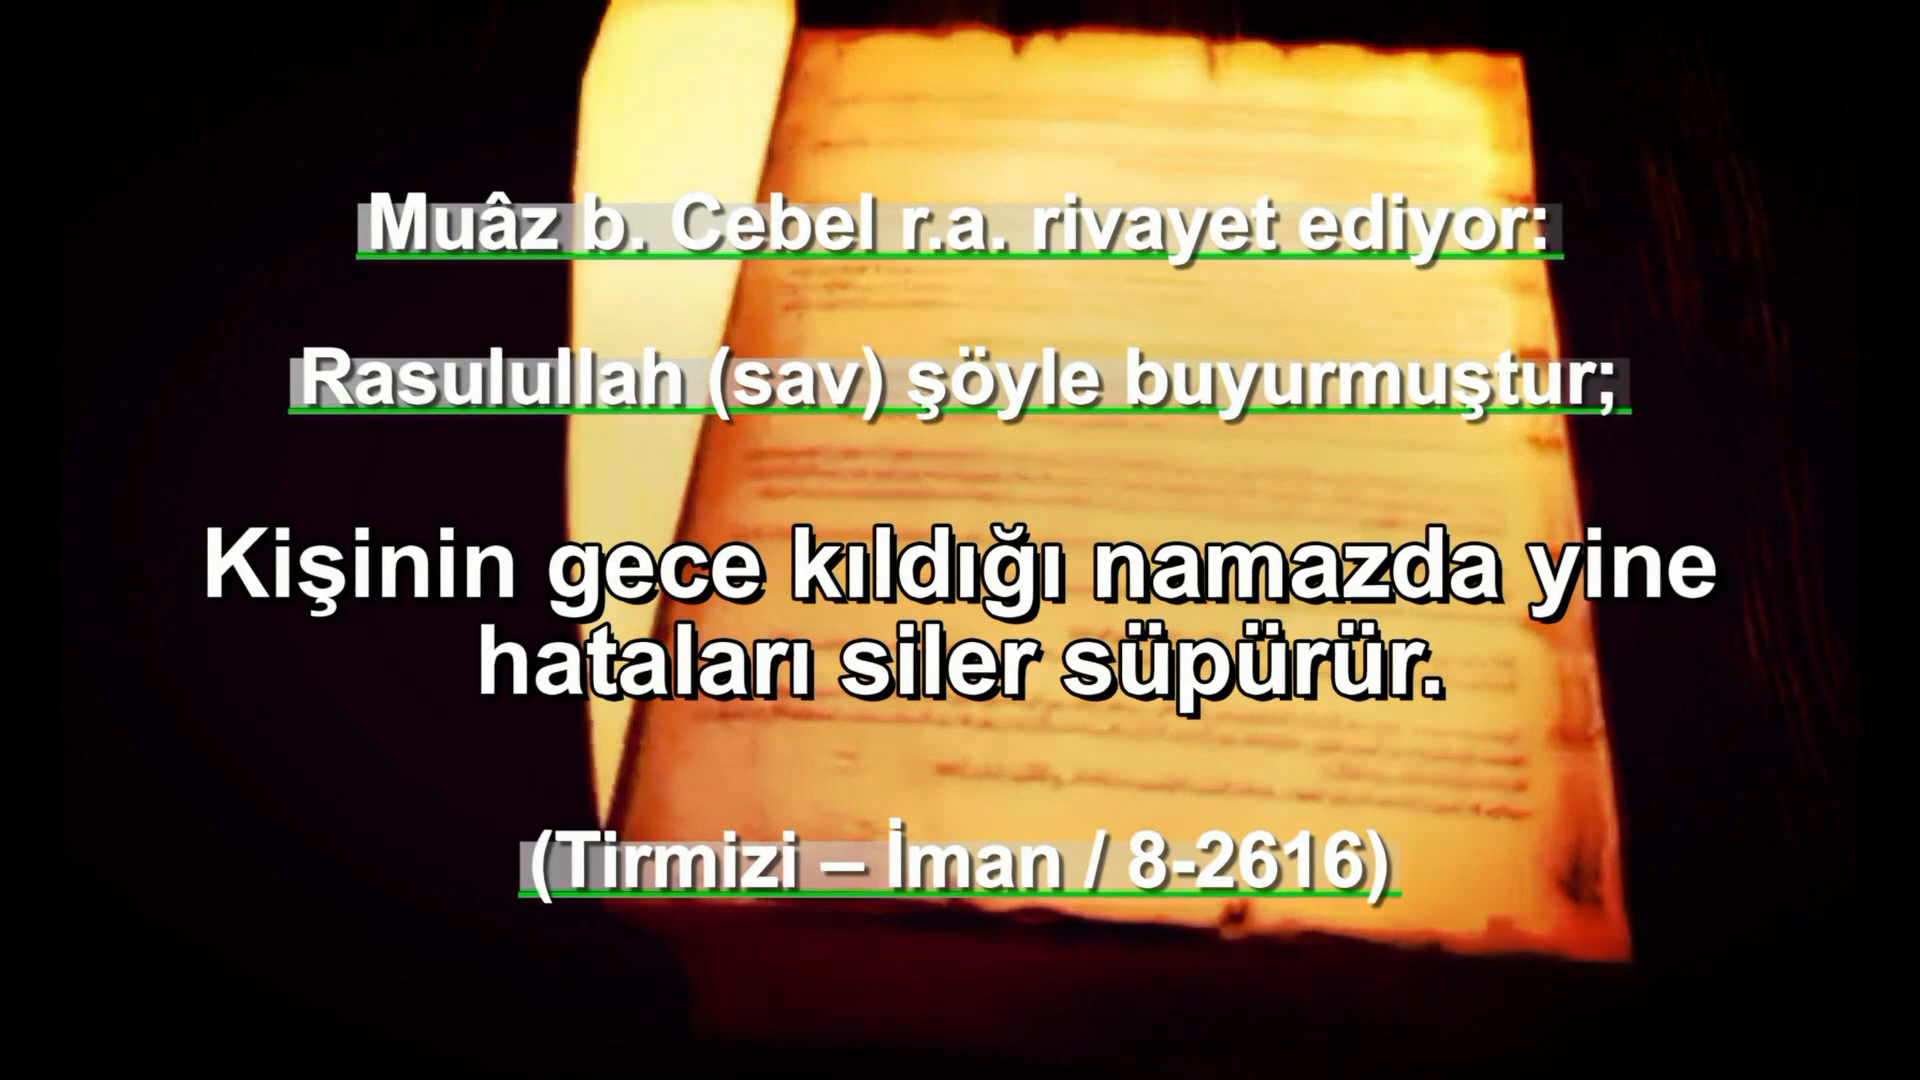 Muâz b. Cebel r.a. rivayet ediyor:
Rasulullah (sav) şöyle buyurmuştur;
Kişinin gece kıldığı namazda yine
hataları siler süpürür.
(Tirmizi – İman / 8-2616)